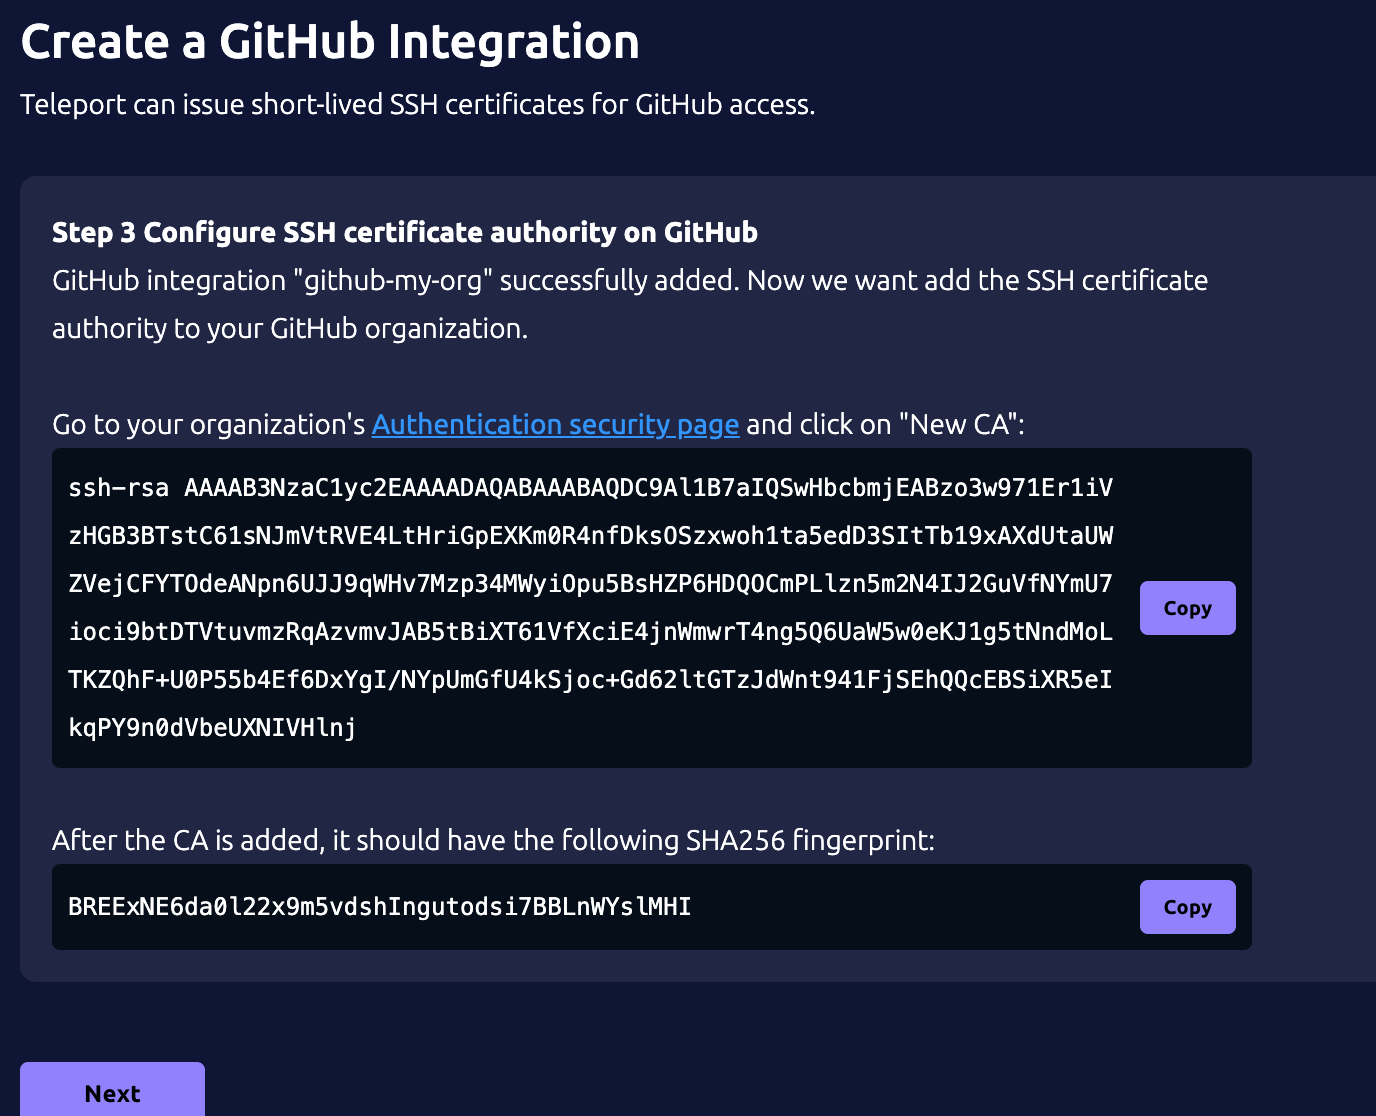 Create a GitHub Integration
Teleport can issue short-lived SSH certificates for GitHub access.
Step 3 Configure SSH certificate authority on GitHub
GitHub integration "github-my-org" successfully added. Now we want add the SSH certificate
authority to your GitHub organization.
Go to your organization's Authentication security page and click on "New CA":
ssh-rsa AAAAB3NzaC1yc2EAAAADAQABAAABAQDC9Al1B7aIQSwHbcbmjEABzo3w971Er1iV
zHGB3BTstC61sNJmVtRVE4LtHriGpEXKm0R4nfDksOSzxwoh1ta5edD3SItTb19xAXdUtaUW
ZVejCFYTOdeANpn6UJJ9qWHv7Mzp34MWyiOpu5BsHZP6HDQOCmPLlzn5m2N4IJ2GuVfNYmU7
ioci9btDTVtuvmzRqAzvmvJAB5tBiXT61VfXciE4jnWmwrT4ng5Q6UaW5w0eKJ1g5tNndMoL
TKZQhF+U0P55b4Ef6DxYgI/NYpUmGfU4kSjoc+Gd62ltGTzJdWnt941FjSEhQQcEBSiXR5eI
kqPY9n0dVbeUXNIVHlnj
Copy
After the CA is added, it should have the following SHA256 fingerprint:
BREExNE6da0l22x9m5vdshIngutodsi7BBLnWYslMHI
Copy
Next